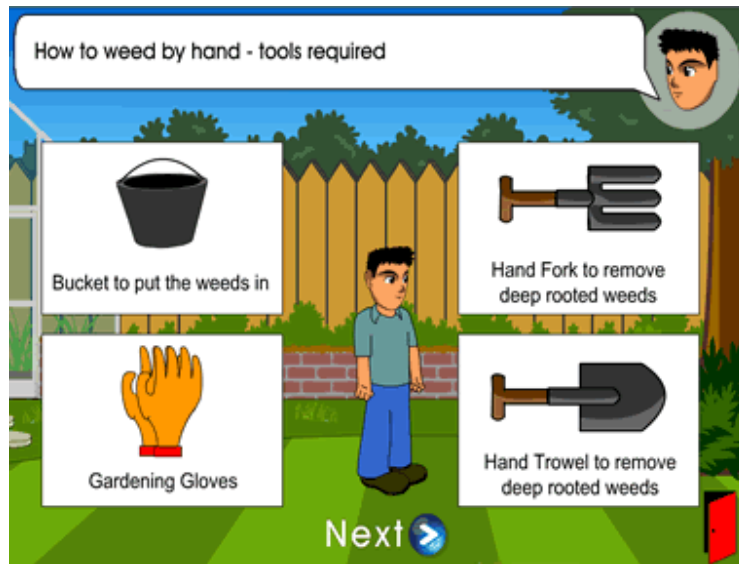 How to weed by hand - tools required
Bucket to put the weeds in
Hand Fork to remove
deep rooted weeds
Gardening Gloves
Hand Trowel to remove
deep rooted weeds
Next